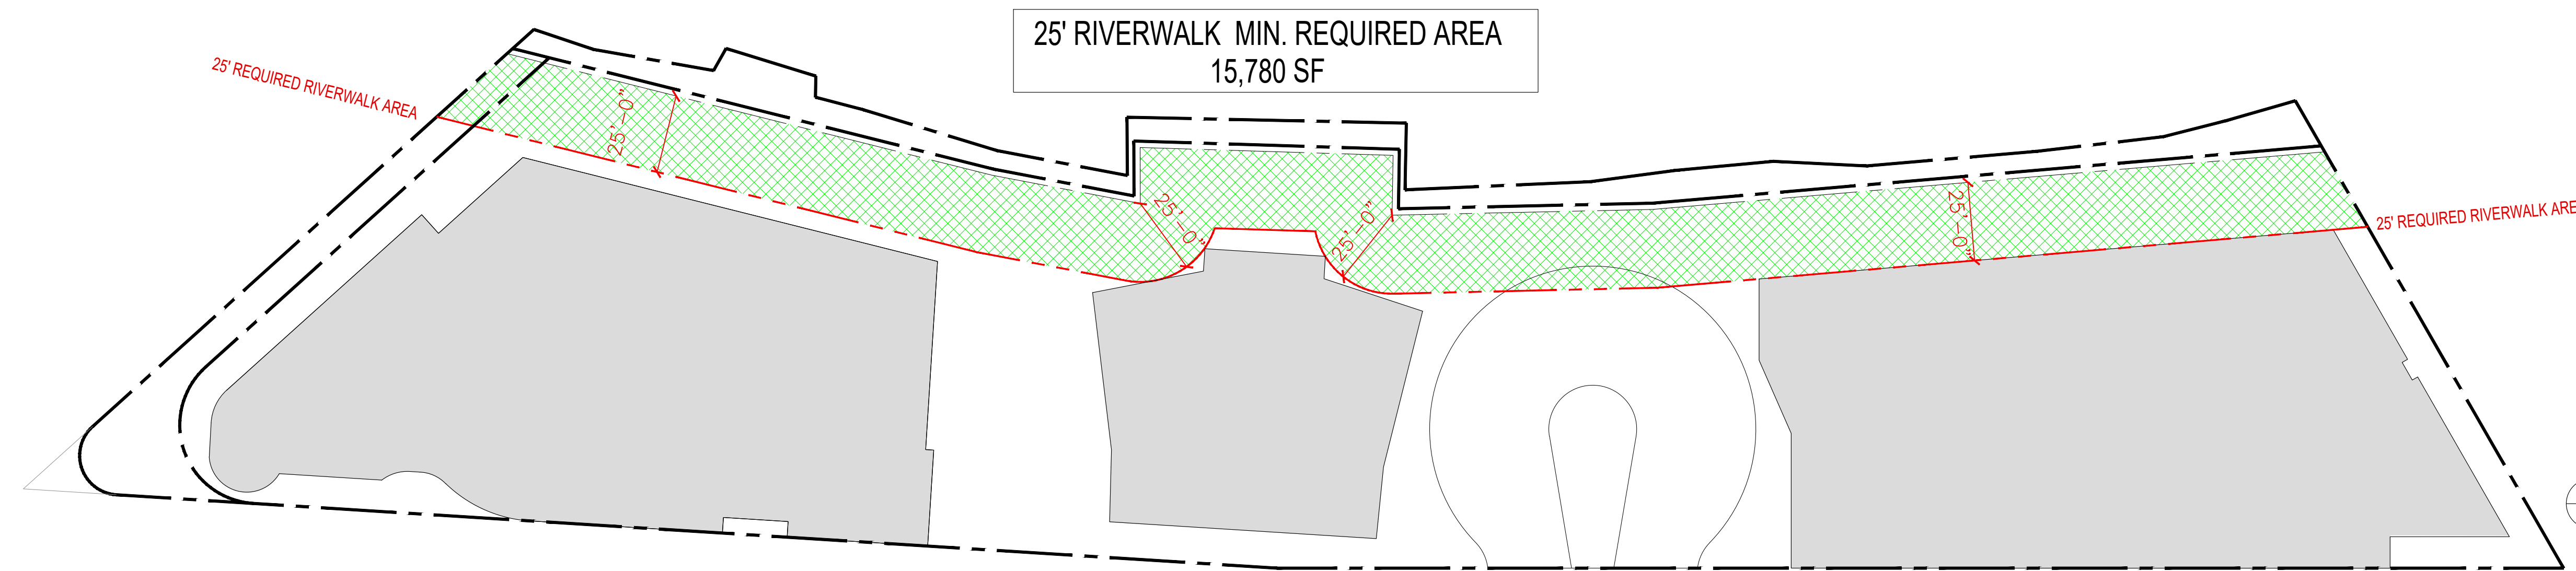 25' RIVERWALK MIN. REQUIRED AREA
15,780 SF
25' REQUIRED RIVERWALK AREA
25'-0"
25'-0"
25'-0"
25'-0"
25' REQUIRED RIVERWALK ARE